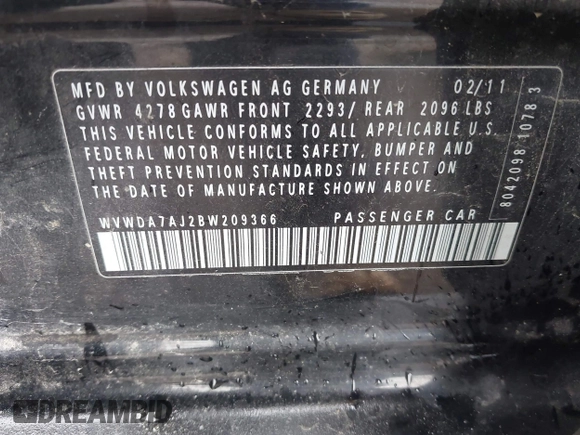 MFD BY VOLKSWAGEN AG GERMANY 02/11
GVWR 4278 GAWR FRONT 2293/ REAR 2096 LBS
THIS VEHICLE CONFORMS TO ALL APPLICABLE U.S.
FEDERAL MOTOR VEHICLE SAFETY, BUMPER AND
THEFT PREVENTION STANDARDS IN EFFECT ON
THE DATE OF MANUFACTURE SHOWN ABOVE.
WVWDA7AJ2BW209366 PASSENGER CAR
8042098 1078 3
DREAMBID